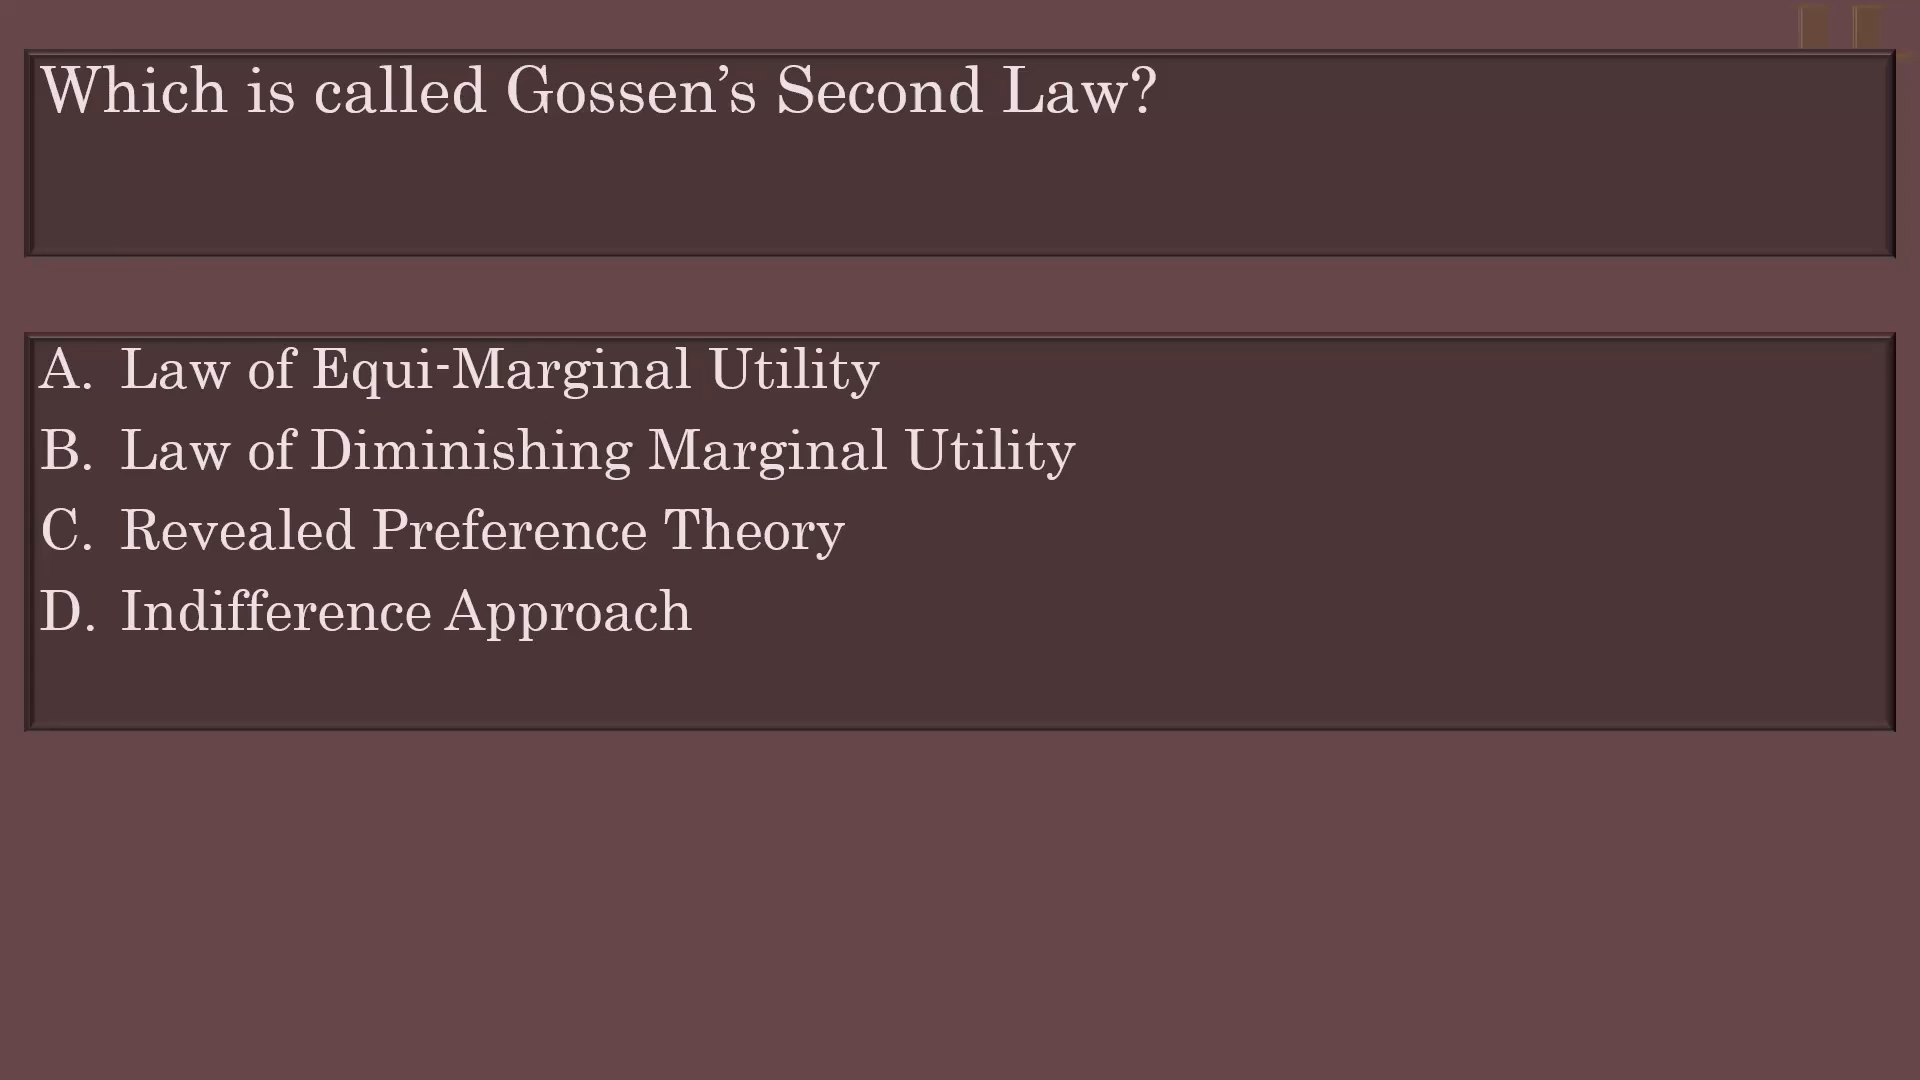 Which is called Gossen’s Second Law?
A. Law of Equi-Marginal Utility
B. Law of Diminishing Marginal Utility
C. Revealed Preference Theory
D. Indifference Approach